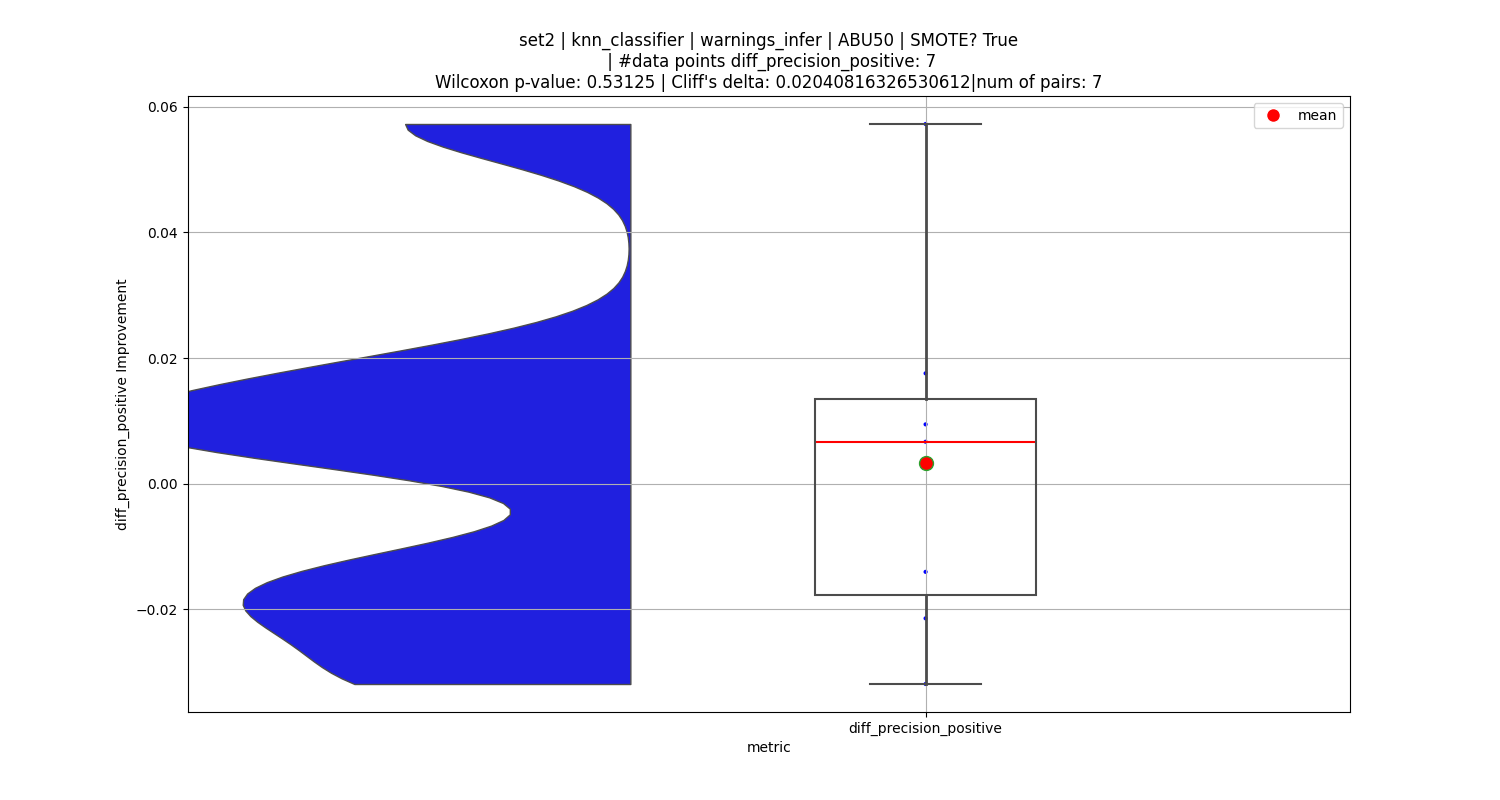 set2 | knn_classifier | warnings_infer | ABU50 | SMOTE? True
| #data points diff_precision_positive: 7
Wilcoxon p-value: 0.53125 | Cliff's delta: 0.02040816326530612|num of pairs: 7
mean
0.06
0.04
0.02
0.00
−0.02
diff_precision_positive Improvement
diff_precision_positive
metric